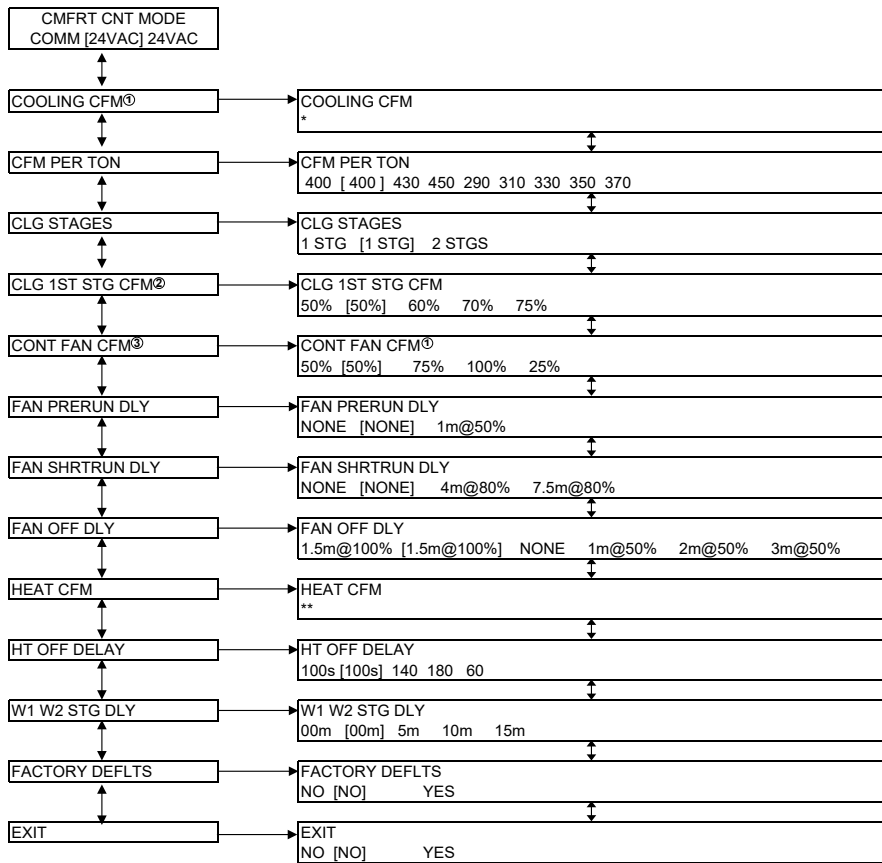 CMFRT CNT MODE
COMM [24VAC] 24VAC
COOLING CFM①
COOLING CFM
*
CFM PER TON
CFM PER TON
400 [ 400 ] 430 450 290 310 330 350 370
CLG STAGES
CLG STAGES
1 STG [1 STG] 2 STGS
CLG 1ST STG CFM②
CLG 1ST STG CFM
50% [50%] 60% 70% 75%
CONT FAN CFM③
CONT FAN CFM①
50% [50%] 75% 100% 25%
FAN PRERUN DLY
FAN PRERUN DLY
NONE [NONE] 1m@50%
FAN SHRTRUN DLY
FAN SHRTRUN DLY
NONE [NONE] 4m@80% 7.5m@80%
FAN OFF DLY
FAN OFF DLY
1.5m@100% [1.5m@100%] NONE 1m@50% 2m@50% 3m@50%
HEAT CFM
HEAT CFM
**
HT OFF DELAY
HT OFF DELAY
100s [100s] 140 180 60
W1 W2 STG DLY
W1 W2 STG DLY
00m [00m] 5m 10m 15m
FACTORY DEFLTS
FACTORY DEFLTS
NO [NO] YES
EXIT
EXIT
NO [NO] YES